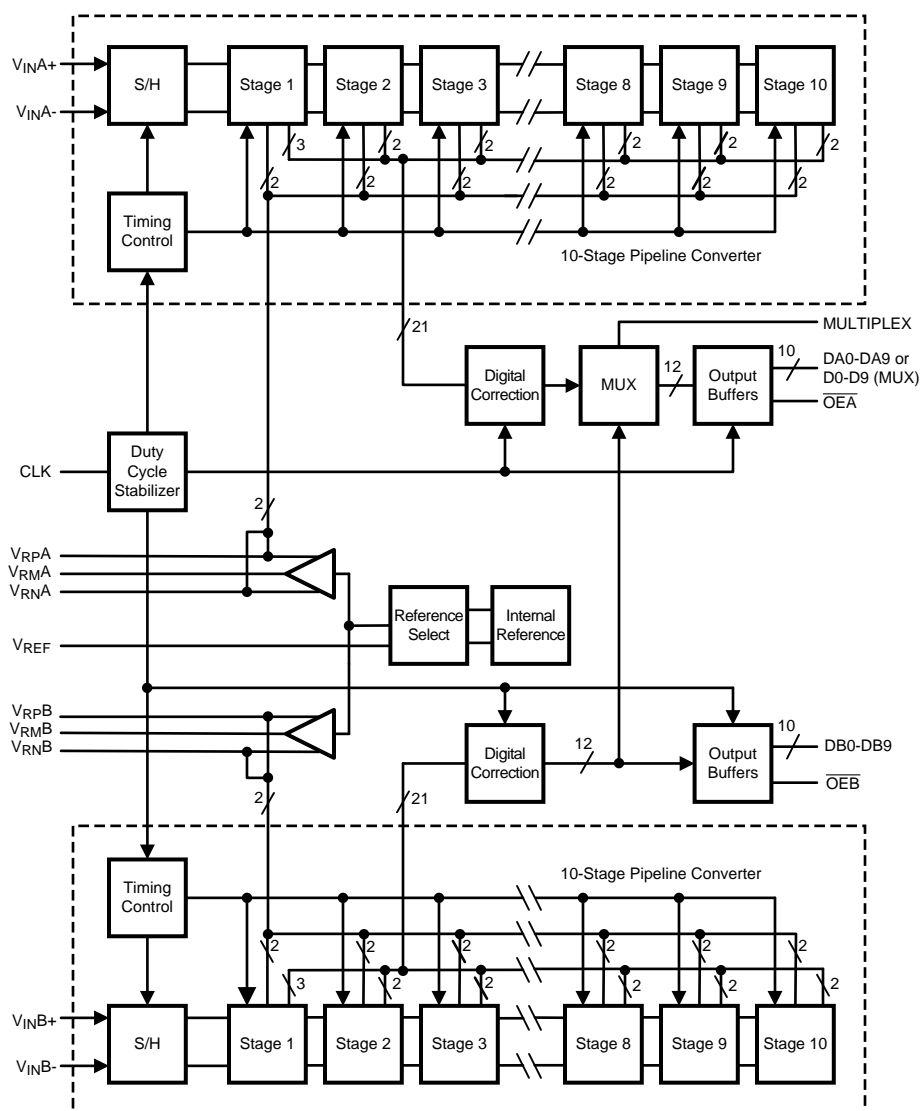 VINA+
VINA-
S/H
Stage 1
Stage 2
Stage 3
Stage 8
Stage 9
Stage 10
3
2
2
2
2
2
2
2
2
2
2
2
2
Timing
Control
10-Stage Pipeline Converter
21
MULTIPLEX
Digital
Correction
MUX
12
Output
Buffers
10
DA0-DA9 or
D0-D9 (MUX)
OEA
CLK
Duty
Cycle
Stabilizer
2
VRPA
VRMA
VRNA
Reference
Select
Internal
Reference
VREF
VRPB
VRMB
VRNB
Digital
Correction
12
Output
Buffers
10
DB0-DB9
OEB
2
21
Timing
Control
10-Stage Pipeline Converter
2
2
2
2
2
2
3
2
2
2
2
2
VINB+
VINB-
S/H
Stage 1
Stage 2
Stage 3
Stage 8
Stage 9
Stage 10